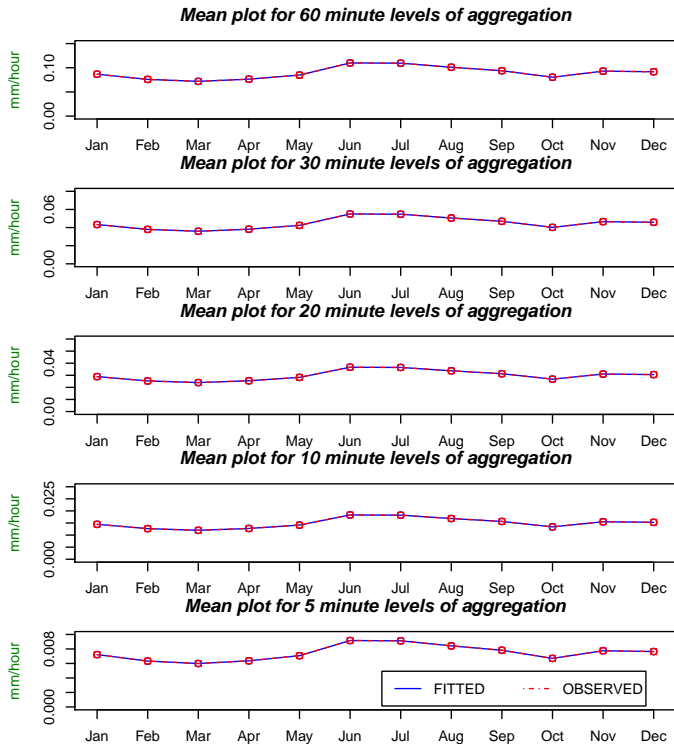 Mean plot for 60 minute levels of aggregation
mm/hour
0.10
0.00
Jan Feb Mar Apr May Jun Jul Aug Sep Oct Nov Dec
Mean plot for 30 minute levels of aggregation
mm/hour
0.06
0.00
Jan Feb Mar Apr May Jun Jul Aug Sep Oct Nov Dec
Mean plot for 20 minute levels of aggregation
mm/hour
0.04
0.00
Jan Feb Mar Apr May Jun Jul Aug Sep Oct Nov Dec
Mean plot for 10 minute levels of aggregation
mm/hour
0.025
0.000
Jan Feb Mar Apr May Jun Jul Aug Sep Oct Nov Dec
Mean plot for 5 minute levels of aggregation
mm/hour
0.008
0.000
FITTED OBSERVED
Jan Feb Mar Apr May Jun Jul Aug Sep Oct Nov Dec